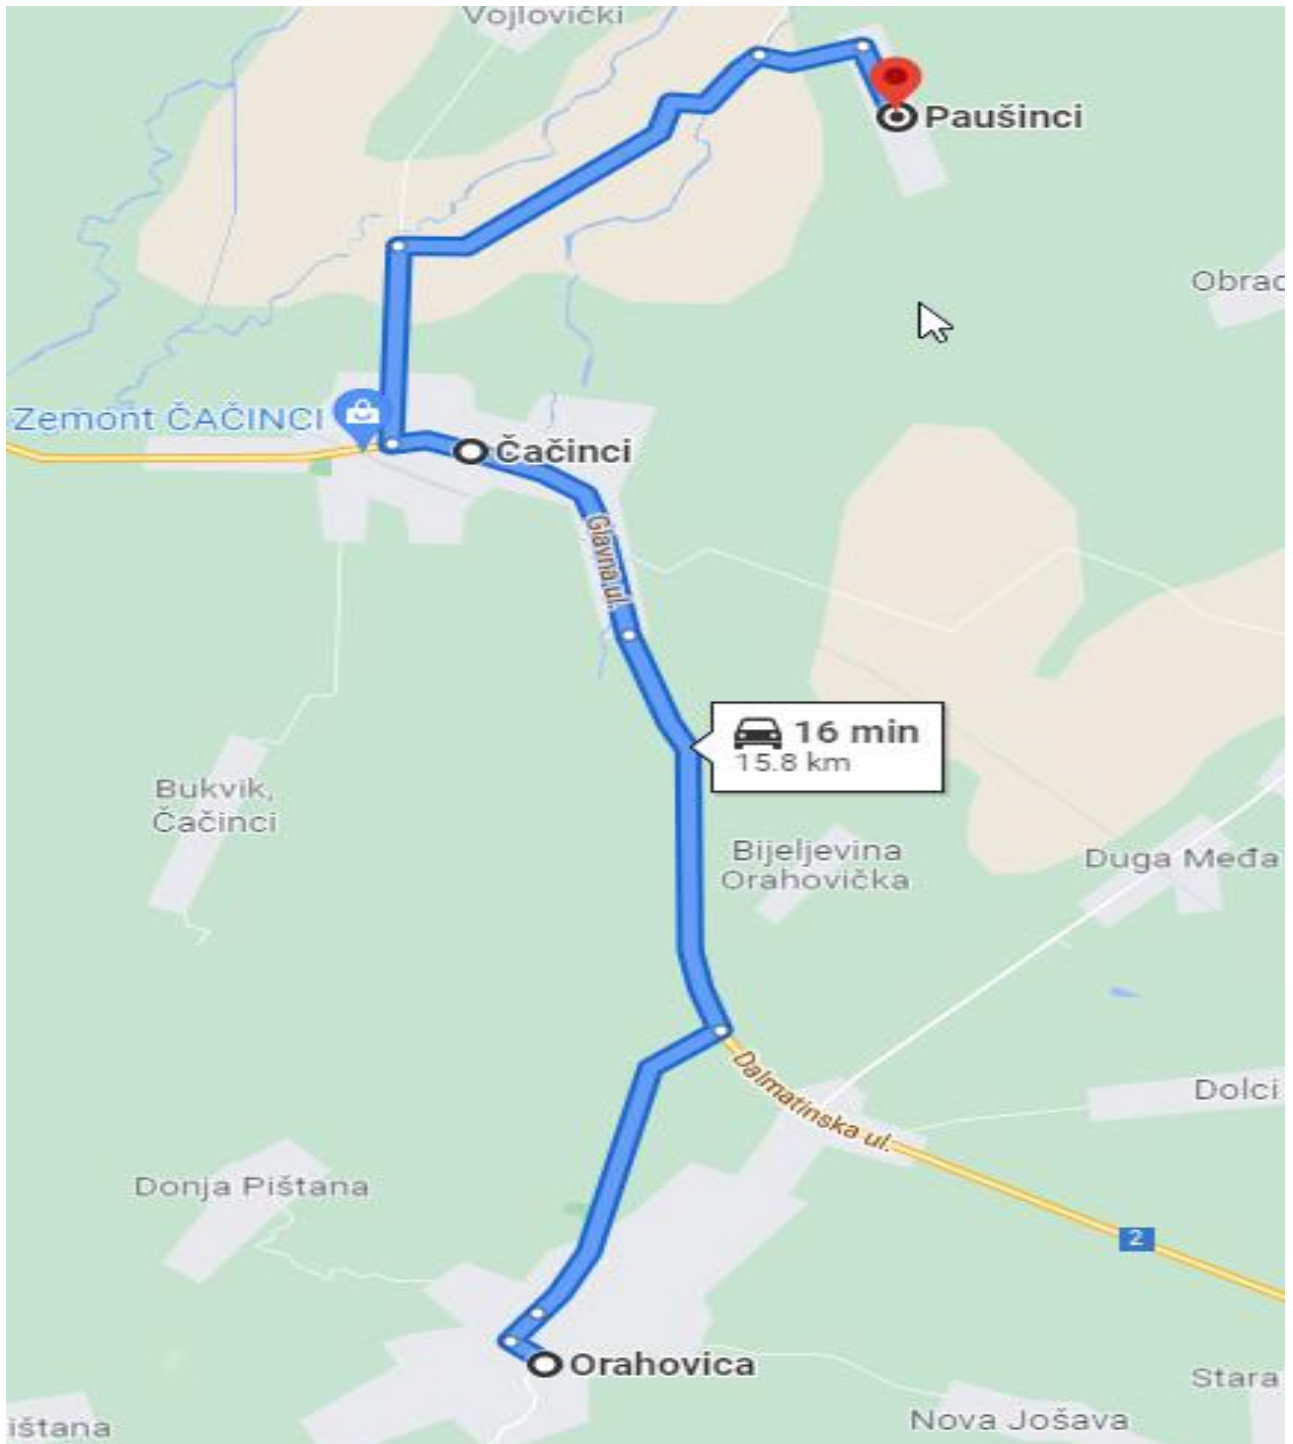 Vojlovički
Paušinci
Obrad
Zemont ČAČINCI
Čačinci
Glavna ul.
16 min
15.8 km
Bukvik,
Čačinci
Bijeljevina
Orahovička
Duga Međa
Dalmatinska ul.
Dolci
Donja Pištana
2
Orahovica
Stara
Nova Jošava
ištana